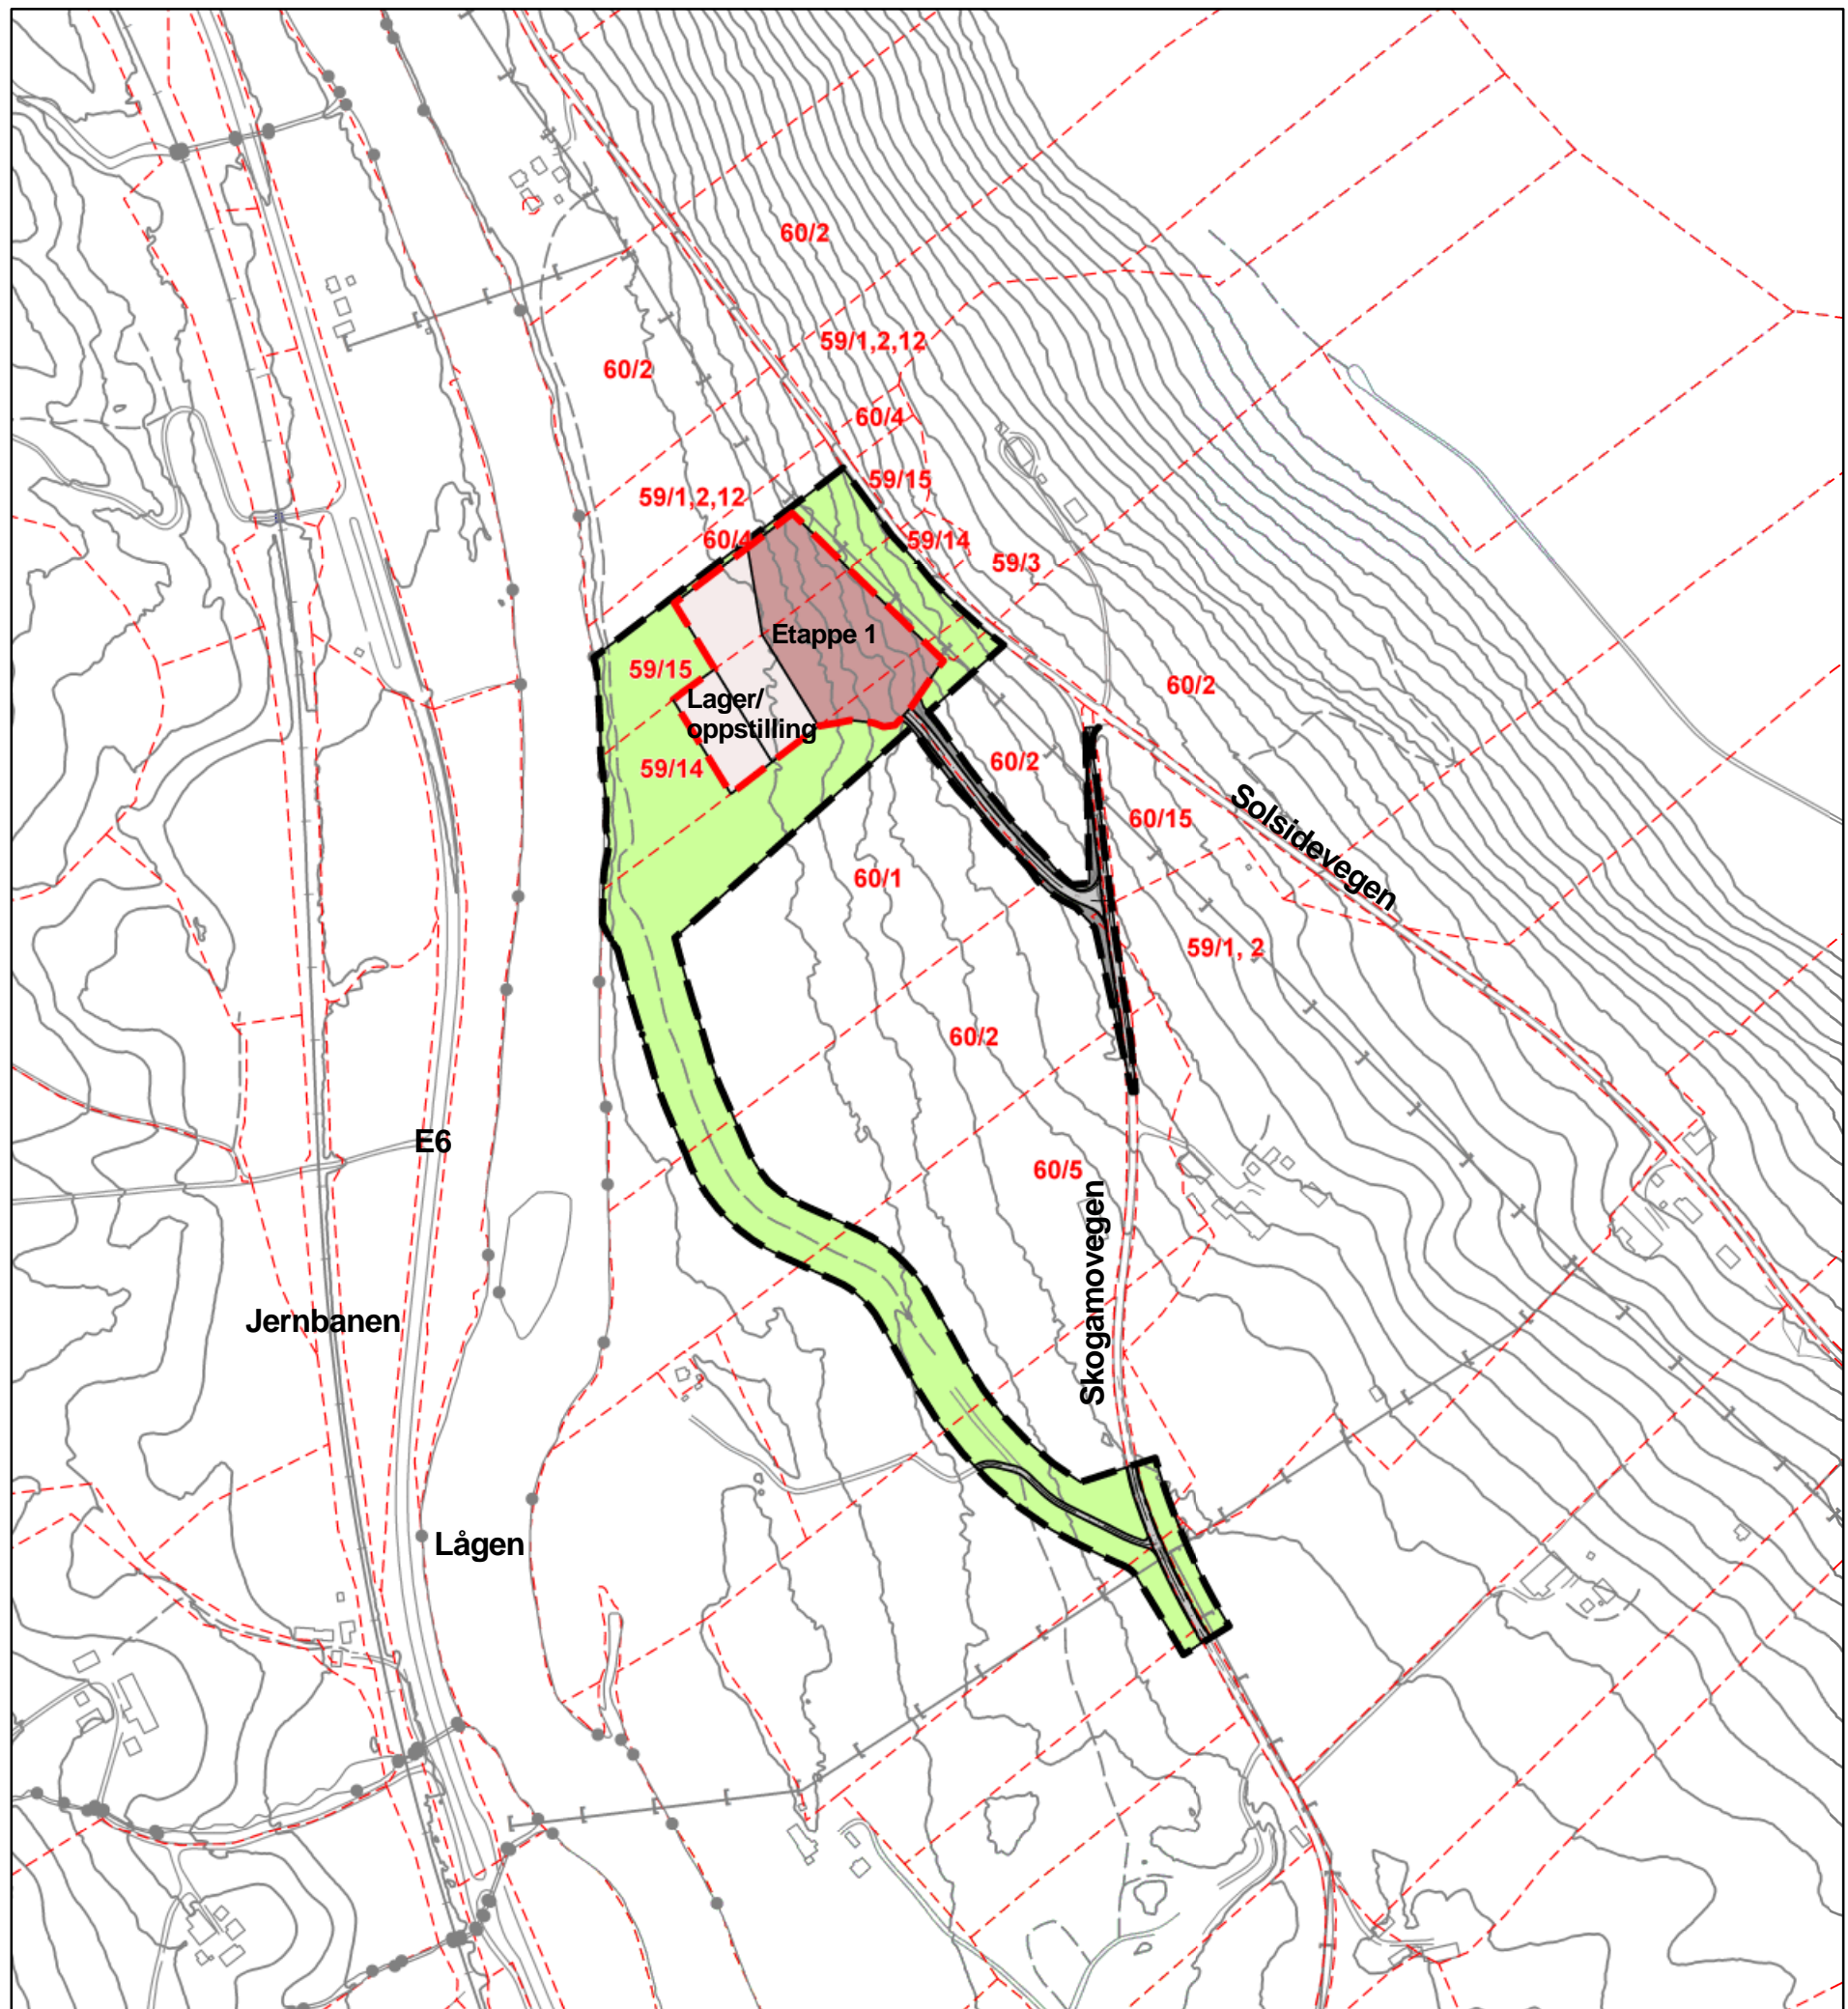 60/2
59/1,2,12
60/2
60/4
59/15
59/1,2,12
60/4
59/14
59/3
Etappe 1
59/15
60/2
Lager/
oppstilling
59/14
60/2
60/15
Solsidevegen
60/1
59/1, 2
60/2
E6
60/5
Skogamovegen
Jernbanen
Lågen